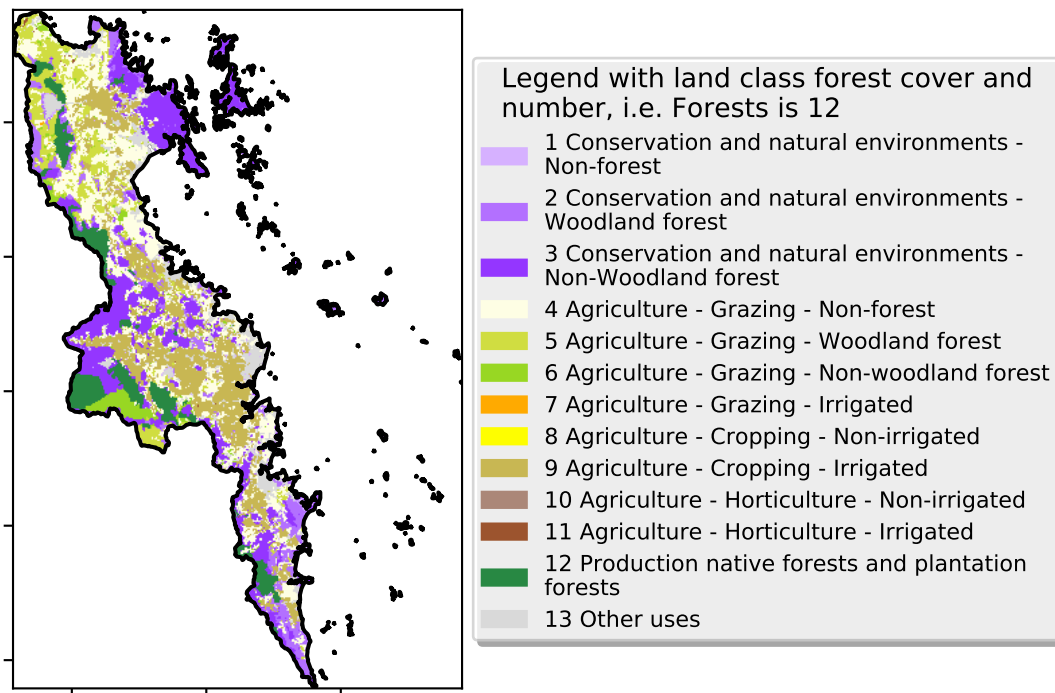 Legend with land class forest cover and
number, i.e. Forests is 12
1 Conservation and natural environments -
Non-forest
2 Conservation and natural environments -
Woodland forest
3 Conservation and natural environments -
Non-Woodland forest
4 Agriculture - Grazing - Non-forest
5 Agriculture - Grazing - Woodland forest
6 Agriculture - Grazing - Non-woodland forest
7 Agriculture - Grazing - Irrigated
8 Agriculture - Cropping - Non-irrigated
9 Agriculture - Cropping - Irrigated
10 Agriculture - Horticulture - Non-irrigated
11 Agriculture - Horticulture - Irrigated
12 Production native forests and plantation
forests
13 Other uses